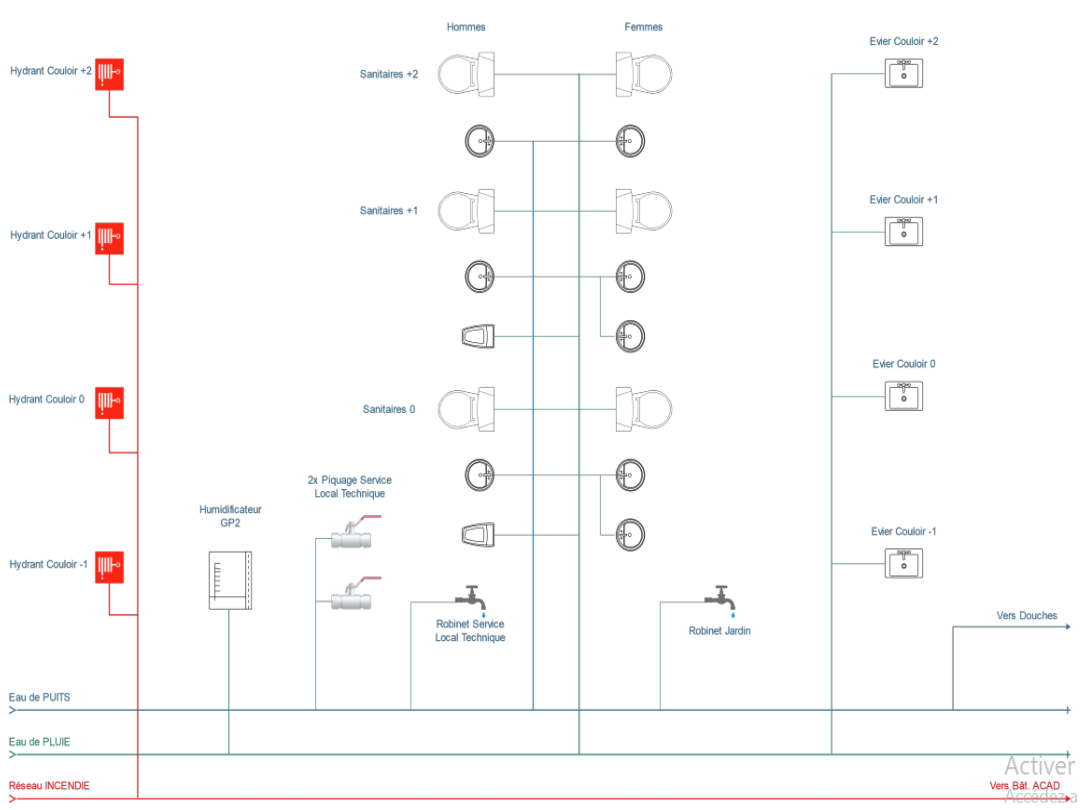 Hommes
Femmes
Evier Couloir +2
Hydrant Couloir +2
Sanitaires +2
Evier Couloir +1
Sanitaires +1
Hydrant Couloir +1
Evier Couloir 0
Hydrant Couloir 0
Sanitaires 0
2x Piquage Service
Local Technique
Humidificateur
GP2
Evier Couloir -1
Hydrant Couloir -1
Vers Douches
Robinet Service
Local Technique
Robinet Jardin
Eau de PUITS
Eau de PLUIE
Activer
Réseau INCENDIE
Vers Bât. ACAD
Accédez a